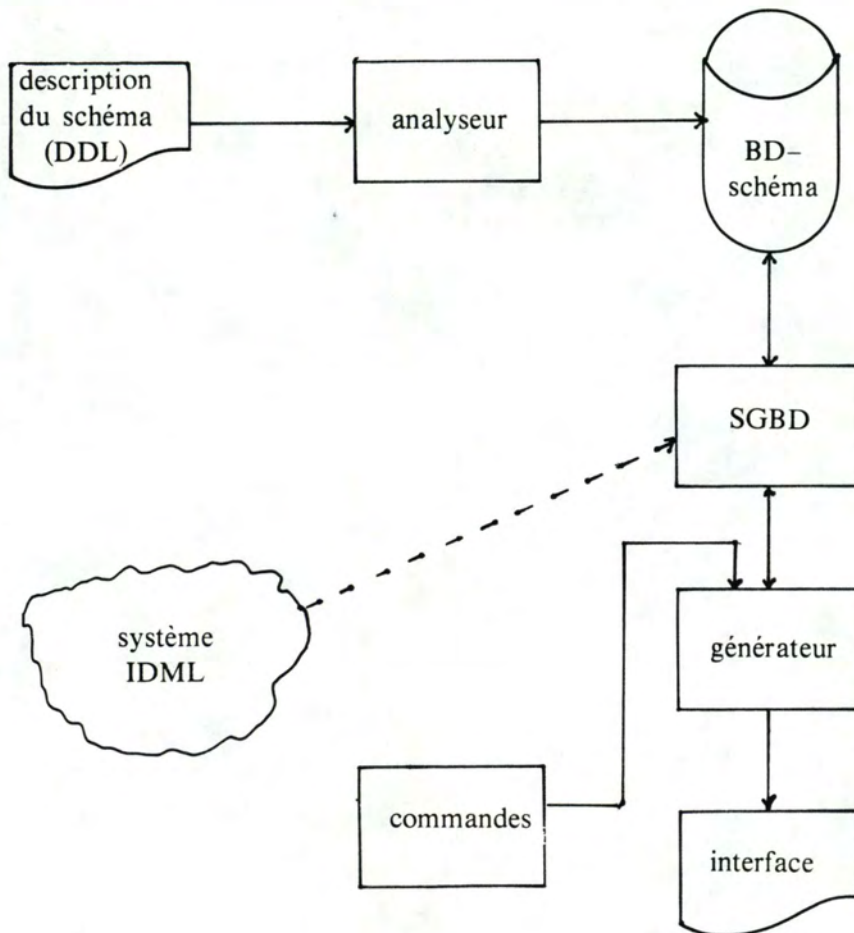 description
du schéma
(DDL)
analyseur
BD–
schéma
SGBD
système
IDML
générateur
commandes
interface